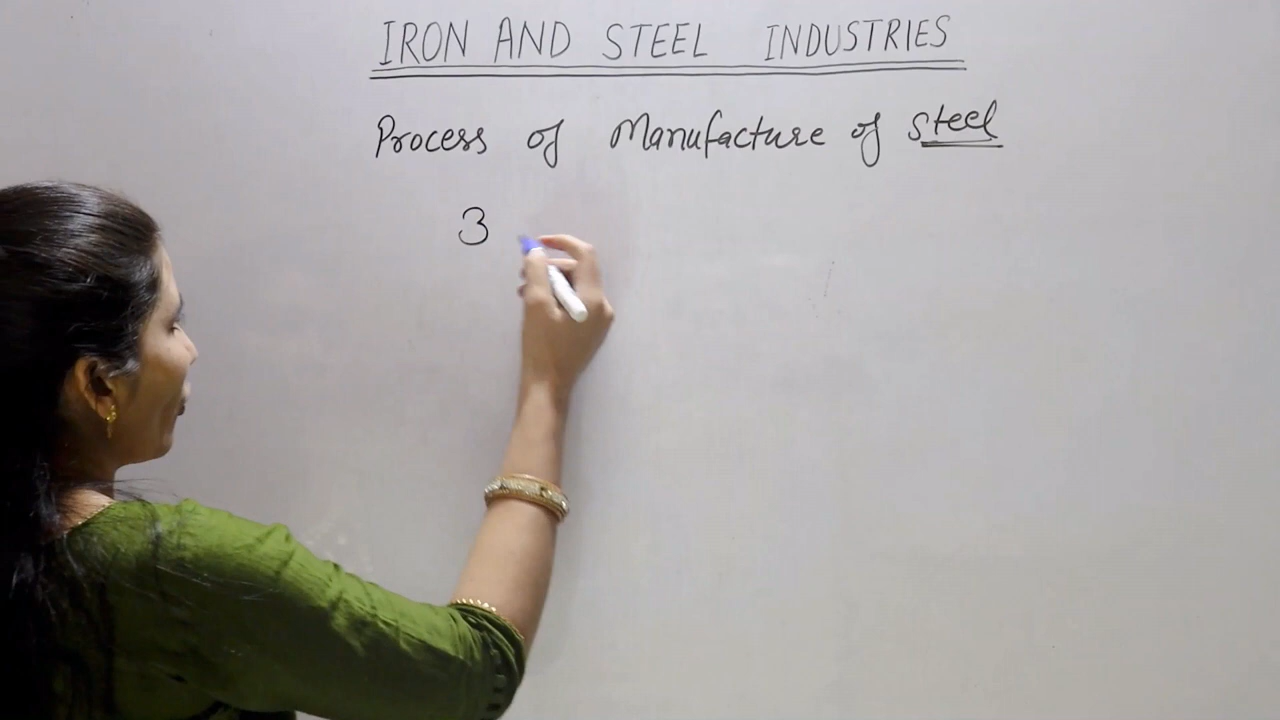 IRON AND STEEL INDUSTRIES
Process of Manufacture of steel
3